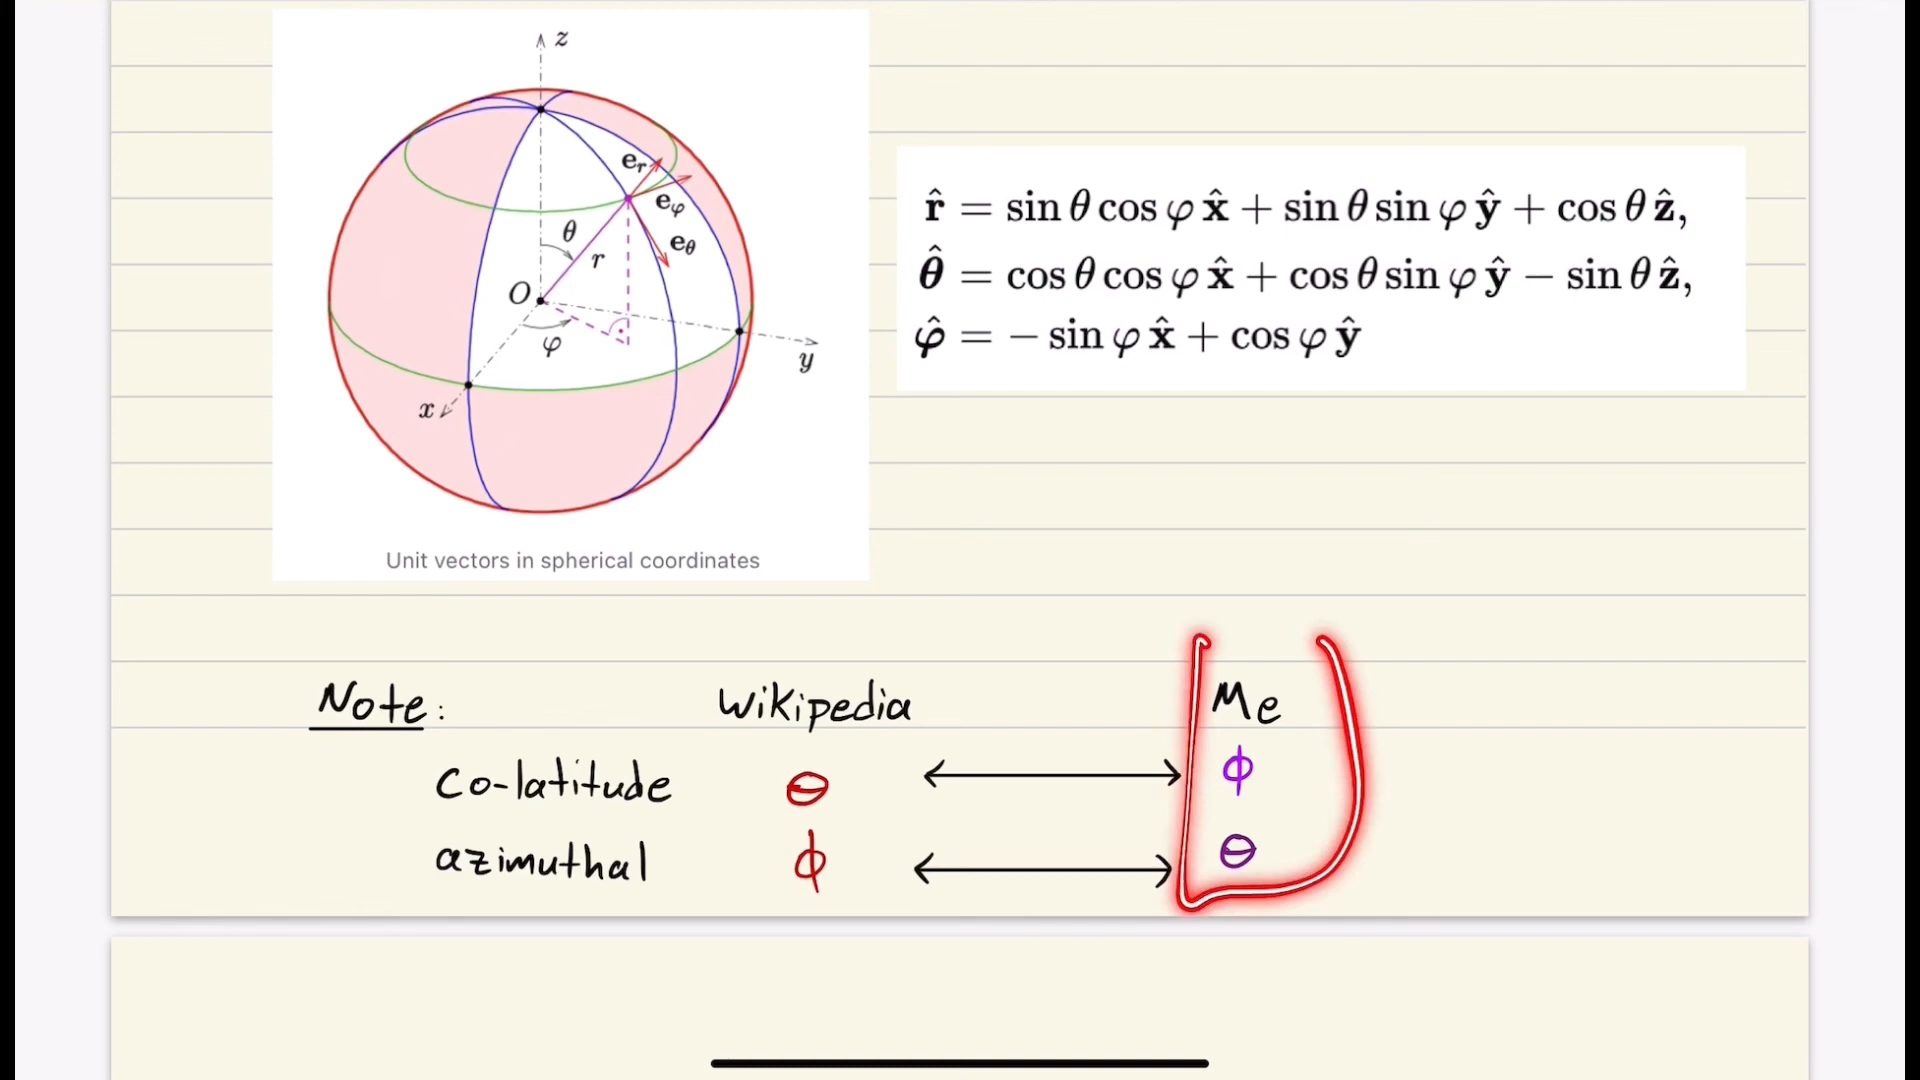 z
e_r
e_φ
θ
e_θ
r
O
φ
y
x
Unit vectors in spherical coordinates
r̂ = sin θ cos φ x̂ + sin θ sin φ ŷ + cos θ ẑ,
θ̂ = cos θ cos φ x̂ + cos θ sin φ ŷ − sin θ ẑ,
φ̂ = − sin φ x̂ + cos φ ŷ
Note: Wikipedia Me
Co-latitude θ ⟷ ϕ
azimuthal ϕ ⟷ θ